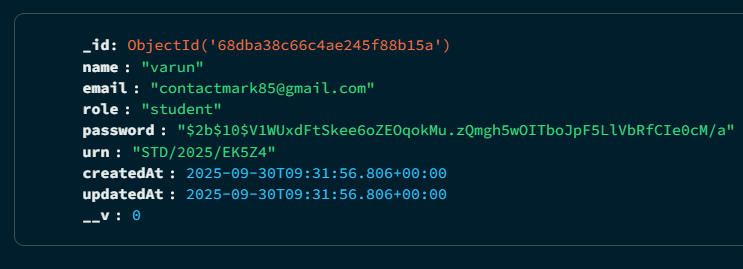 _id: ObjectId('68dba38c66c4ae245f88b15a')
name : "varun"
email : "contactmark85@gmail.com"
role : "student"
password : "$2b$10$V1WUxdFtSkee6oZEOqokMu.zQmgh5wOITboJpF5LlVbRfCIe0cM/a"
urn : "STD/2025/EK5Z4"
createdAt : 2025-09-30T09:31:56.806+00:00
updatedAt : 2025-09-30T09:31:56.806+00:00
__v : 0